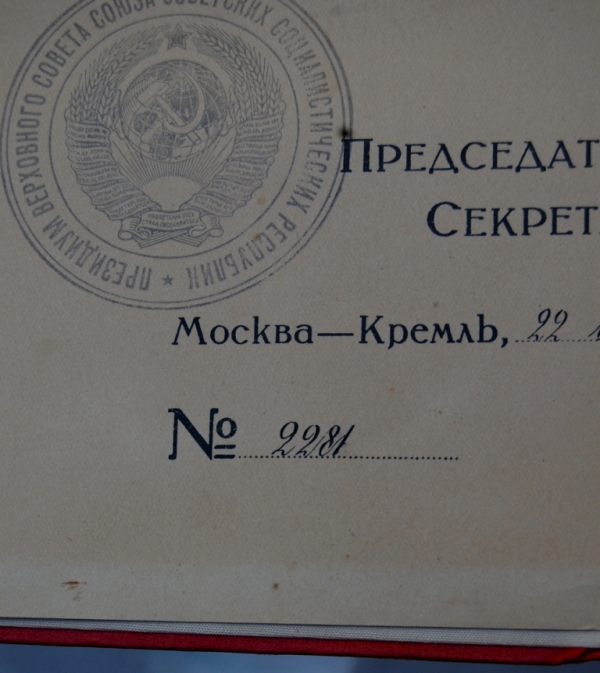 ПРЕЗИДИУМ ВЕРХОВНОГО СОВЕТА СОЮЗА СОВЕТСКИХ СОЦИАЛИСТИЧЕСКИХ РЕСПУБЛИК ★
ПРЕДСЕДАТ
СЕКРЕТ
Москва—Кремль, 22
№ 2281